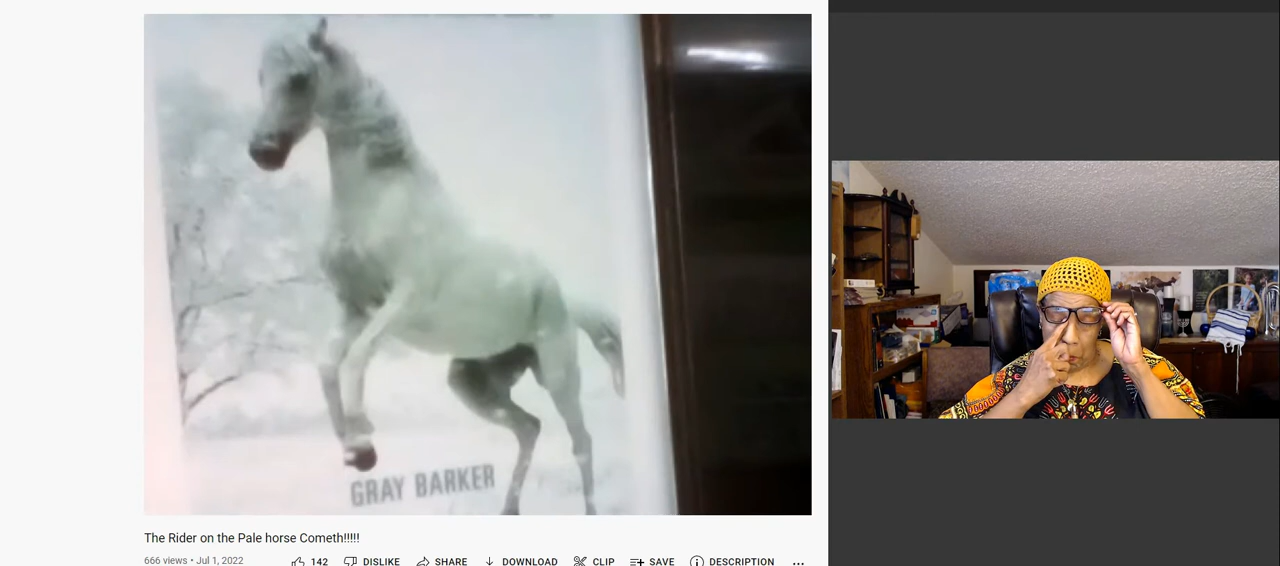 GRAY BARKER
The Rider on the Pale horse Cometh!!!!!
666 views • Jul 1, 2022 142 DISLIKE SHARE DOWNLOAD CLIP SAVE DESCRIPTION ...